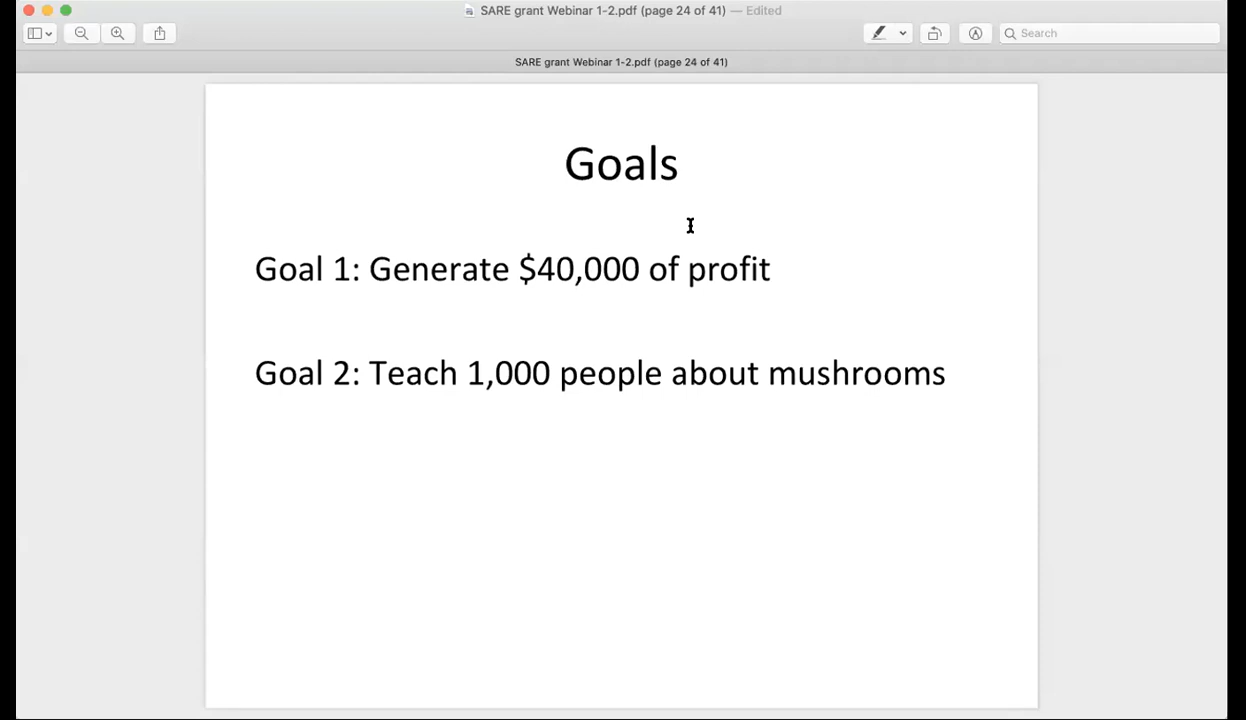 SARE grant Webinar 1-2.pdf (page 24 of 41) — Edited
Search
SARE grant Webinar 1-2.pdf (page 24 of 41)
Goals
Goal 1: Generate $40,000 of profit
Goal 2: Teach 1,000 people about mushrooms